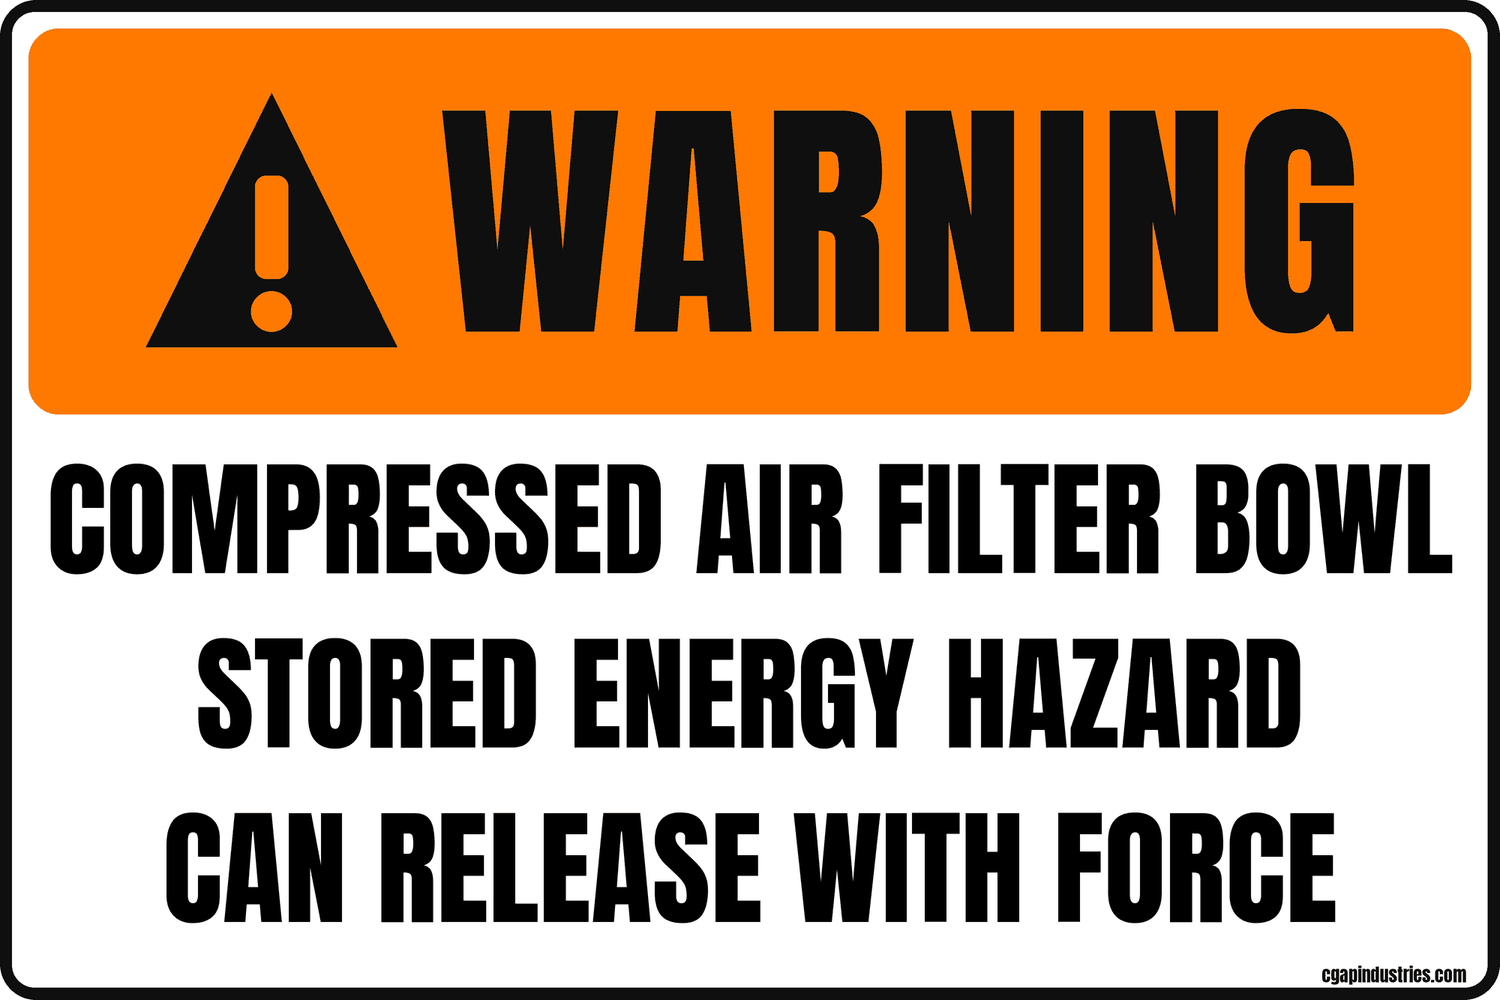 WARNING
COMPRESSED AIR FILTER BOWL
STORED ENERGY HAZARD
CAN RELEASE WITH FORCE
cgapindustries.com